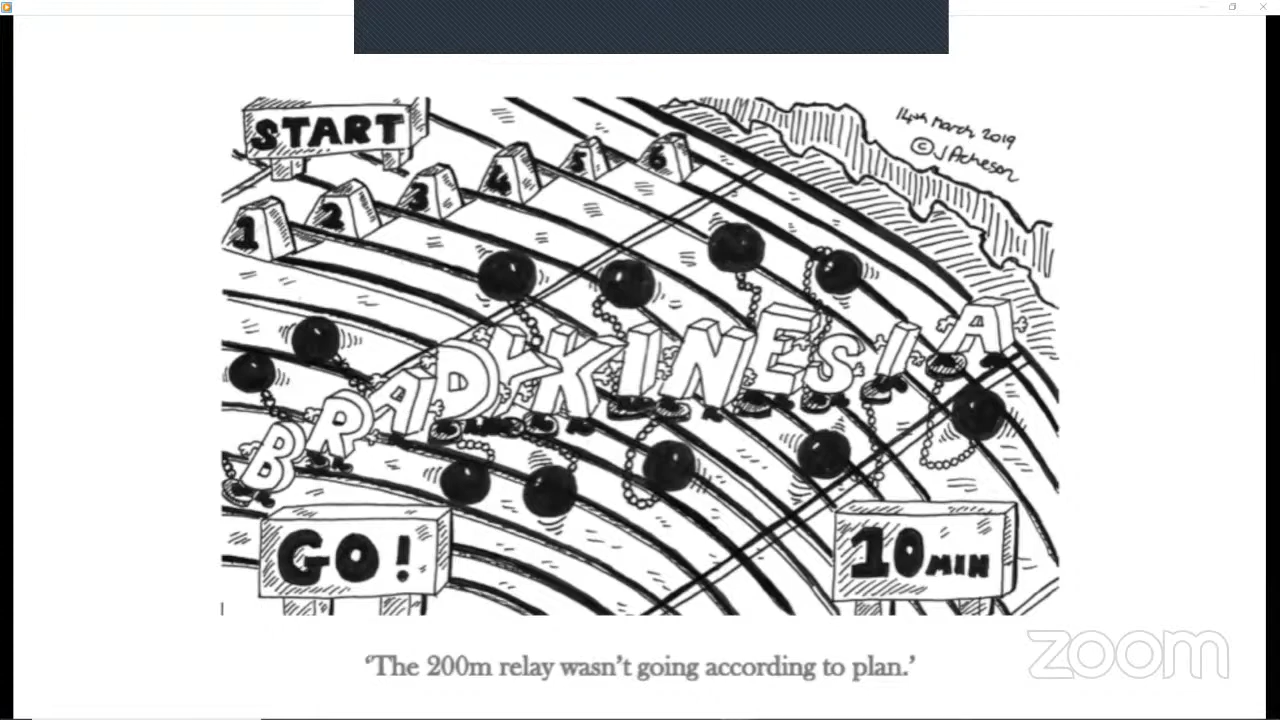 START
14th March 2019
© J Acheson
1 2 3 4 5 6
BRADYKINESIA
GO!
10 MIN
zoom
‘The 200m relay wasn’t going according to plan.’